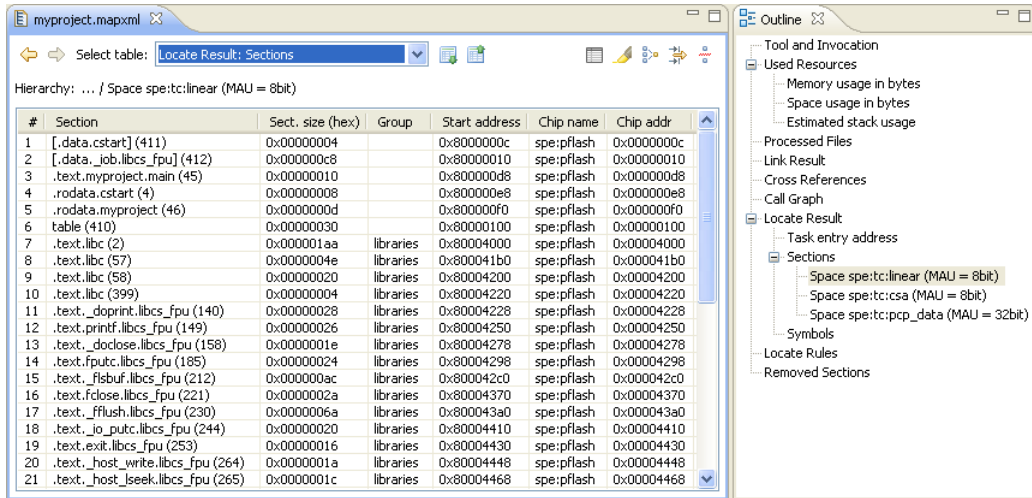 myproject.mapxml
Select table: Locate Result: Sections
Hierarchy: ... / Space spe:tc:linear (MAU = 8bit)
# Section Sect. size (hex) Group Start address Chip name Chip addr
1 [.data.cstart] (411) 0x00000004 0x8000000c spe:pflash 0x0000000c
2 [.data._iob.libcs_fpu] (412) 0x000000c8 0x80000010 spe:pflash 0x00000010
3 .text.myproject.main (45) 0x00000010 0x800000d8 spe:pflash 0x000000d8
4 .rodata.cstart (4) 0x00000008 0x800000e8 spe:pflash 0x000000e8
5 .rodata.myproject (46) 0x0000000d 0x800000f0 spe:pflash 0x000000f0
6 table (410) 0x00000030 0x80000100 spe:pflash 0x00000100
7 .text.libc (2) 0x000001aa libraries 0x80004000 spe:pflash 0x00004000
8 .text.libc (57) 0x0000004e libraries 0x800041b0 spe:pflash 0x000041b0
9 .text.libc (58) 0x00000020 libraries 0x80004200 spe:pflash 0x00004200
10 .text.libc (399) 0x00000004 libraries 0x80004220 spe:pflash 0x00004220
11 .text._doprint.libcs_fpu (140) 0x00000028 libraries 0x80004228 spe:pflash 0x00004228
12 .text.printf.libcs_fpu (149) 0x00000026 libraries 0x80004250 spe:pflash 0x00004250
13 .text._doclose.libcs_fpu (158) 0x0000001e libraries 0x80004278 spe:pflash 0x00004278
14 .text.fputc.libcs_fpu (185) 0x00000024 libraries 0x80004298 spe:pflash 0x00004298
15 .text._flsbuf.libcs_fpu (212) 0x000000ac libraries 0x800042c0 spe:pflash 0x000042c0
16 .text.fclose.libcs_fpu (221) 0x0000002a libraries 0x80004370 spe:pflash 0x00004370
17 .text._fflush.libcs_fpu (230) 0x0000006a libraries 0x800043a0 spe:pflash 0x000043a0
18 .text._io_putc.libcs_fpu (244) 0x00000020 libraries 0x80004410 spe:pflash 0x00004410
19 .text.exit.libcs_fpu (253) 0x00000016 libraries 0x80004430 spe:pflash 0x00004430
20 .text._host_write.libcs_fpu (264) 0x0000001a libraries 0x80004448 spe:pflash 0x00004448
21 .text._host_lseek.libcs_fpu (265) 0x0000001c libraries 0x80004468 spe:pflash 0x00004468
Outline
Tool and Invocation
Used Resources
Memory usage in bytes
Space usage in bytes
Estimated stack usage
Processed Files
Link Result
Cross References
Call Graph
Locate Result
Task entry address
Sections
Space spe:tc:linear (MAU = 8bit)
Space spe:tc:csa (MAU = 8bit)
Space spe:tc:pcp_data (MAU = 32bit)
Symbols
Locate Rules
Removed Sections